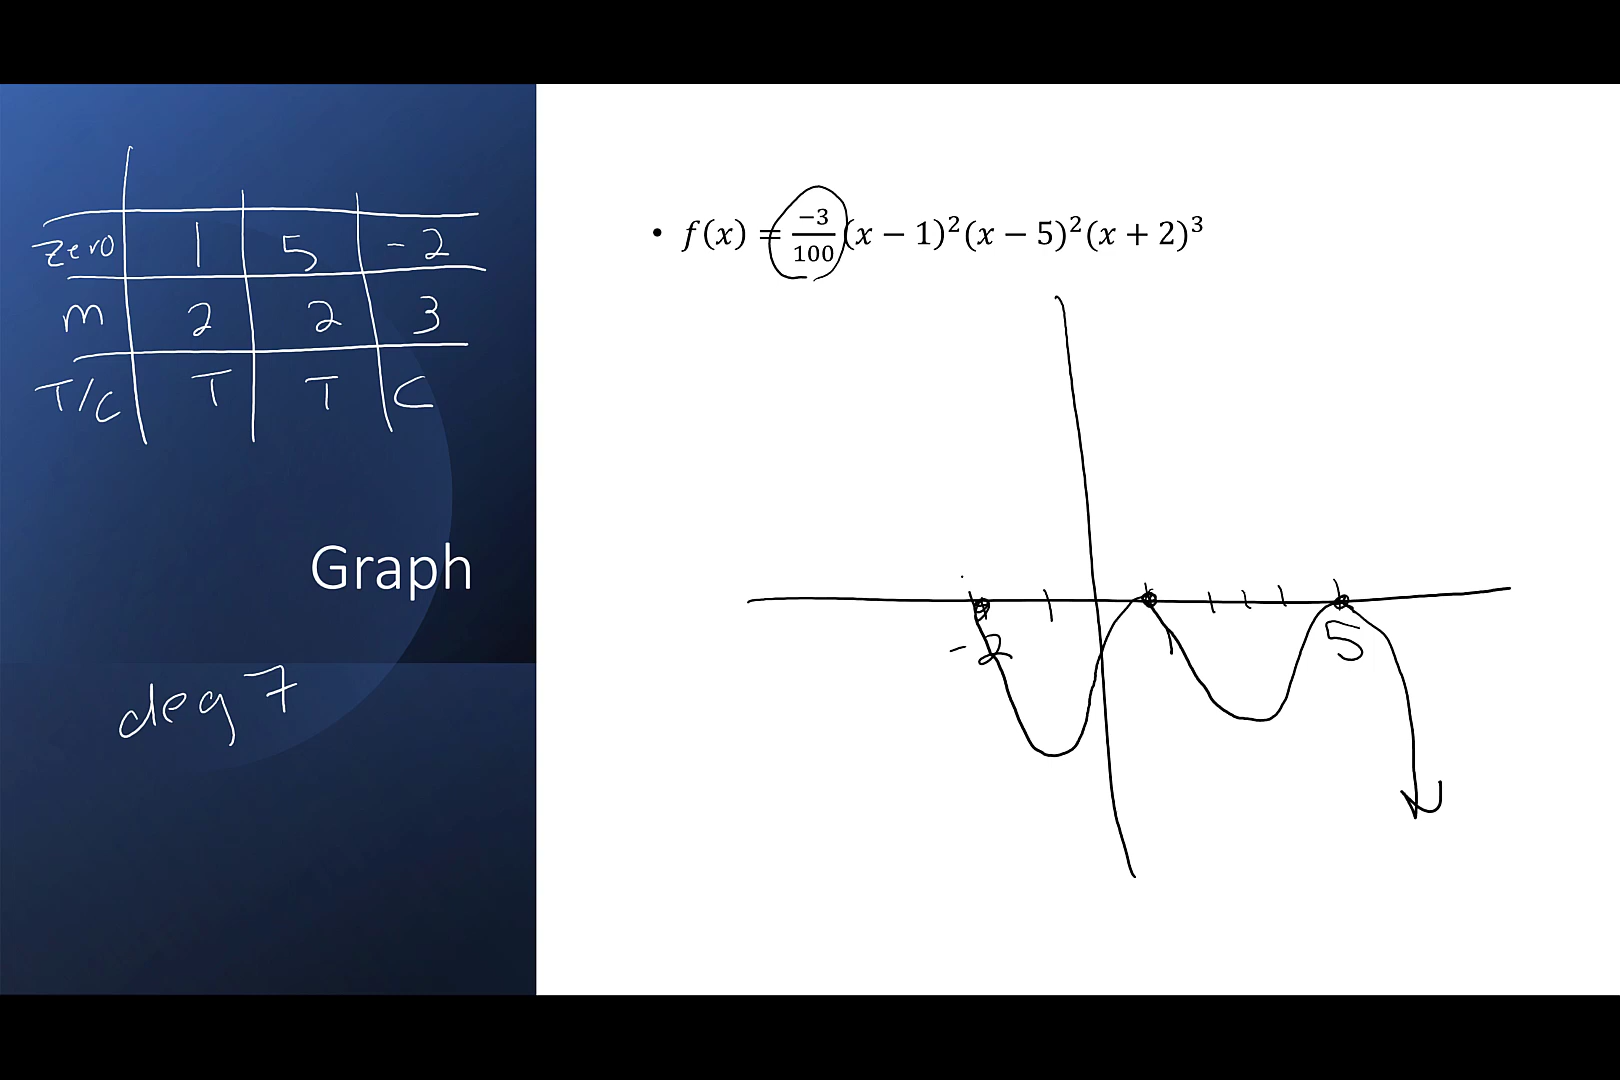 Zero 1 5 -2
m 2 2 3
T/C T T C
Graph
deg 7
• f(x) = -3/100 (x − 1)²(x − 5)²(x + 2)³
-2 1 5